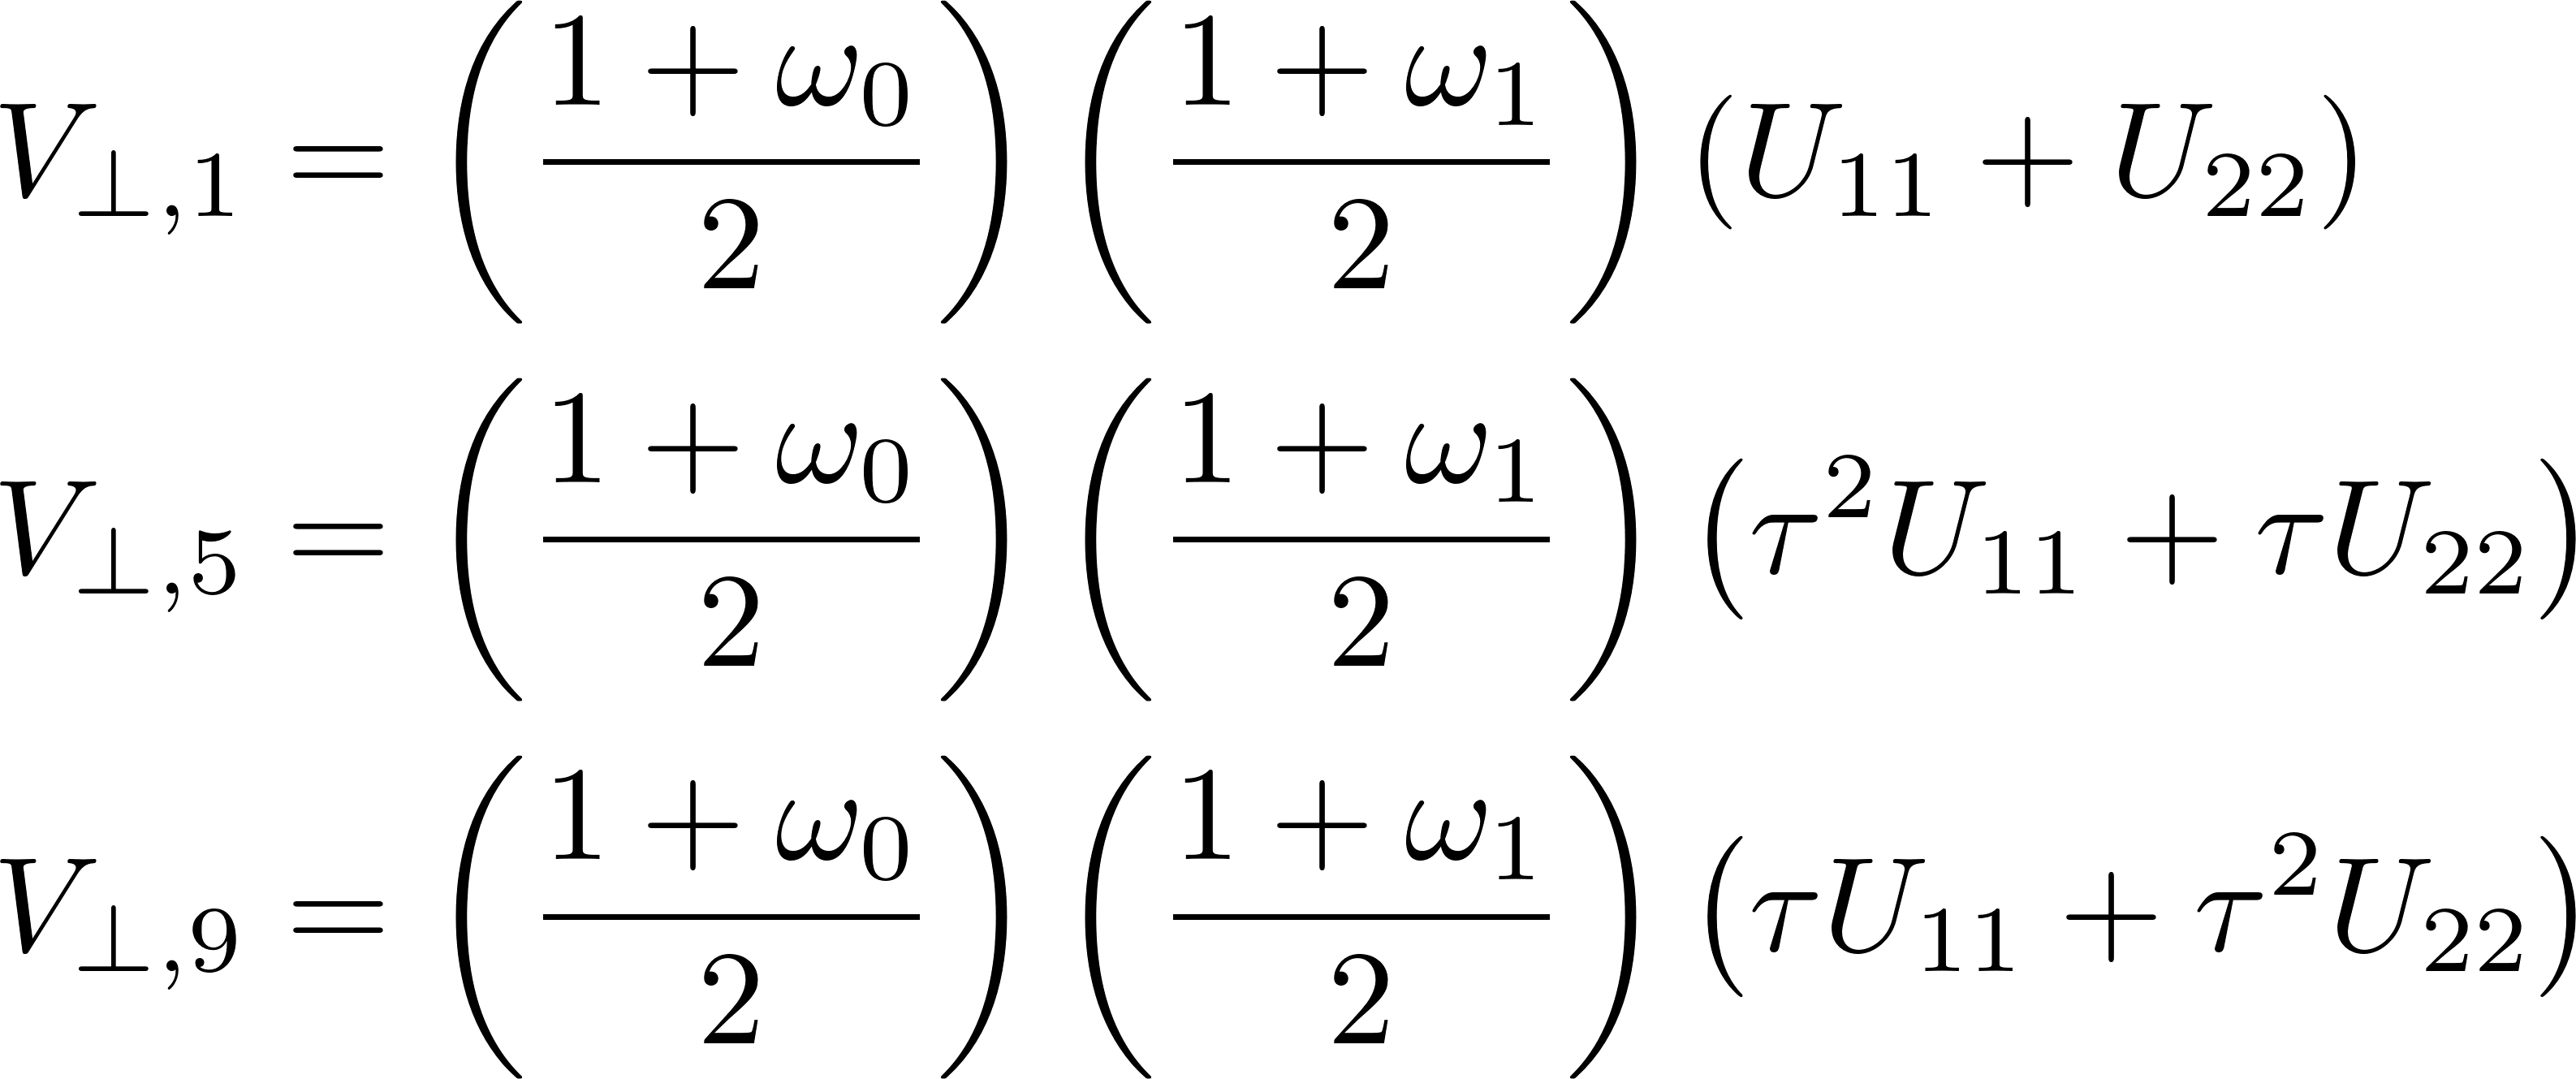 V_{\perp,1} = \left(\frac{1+\omega_0}{2}\right)\left(\frac{1+\omega_1}{2}\right)(U_{11}+U_{22})
V_{\perp,5} = \left(\frac{1+\omega_0}{2}\right)\left(\frac{1+\omega_1}{2}\right)(\tau^2 U_{11}+\tau U_{22})
V_{\perp,9} = \left(\frac{1+\omega_0}{2}\right)\left(\frac{1+\omega_1}{2}\right)(\tau U_{11}+\tau^2 U_{22})